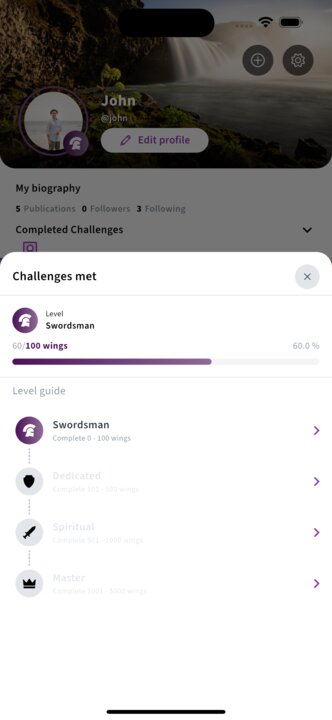 John
@john
Edit profile
My biography
5 Publications 0 Followers 3 Following
Completed Challenges
Challenges met
Level
Swordsman
60/100 wings
60.0 %
Level guide
Swordsman
Complete 0 - 100 wings
Dedicated
Complete 101 - 500 wings
Spiritual
Complete 501 - 1000 wings
Master
Complete 1001 - 5000 wings